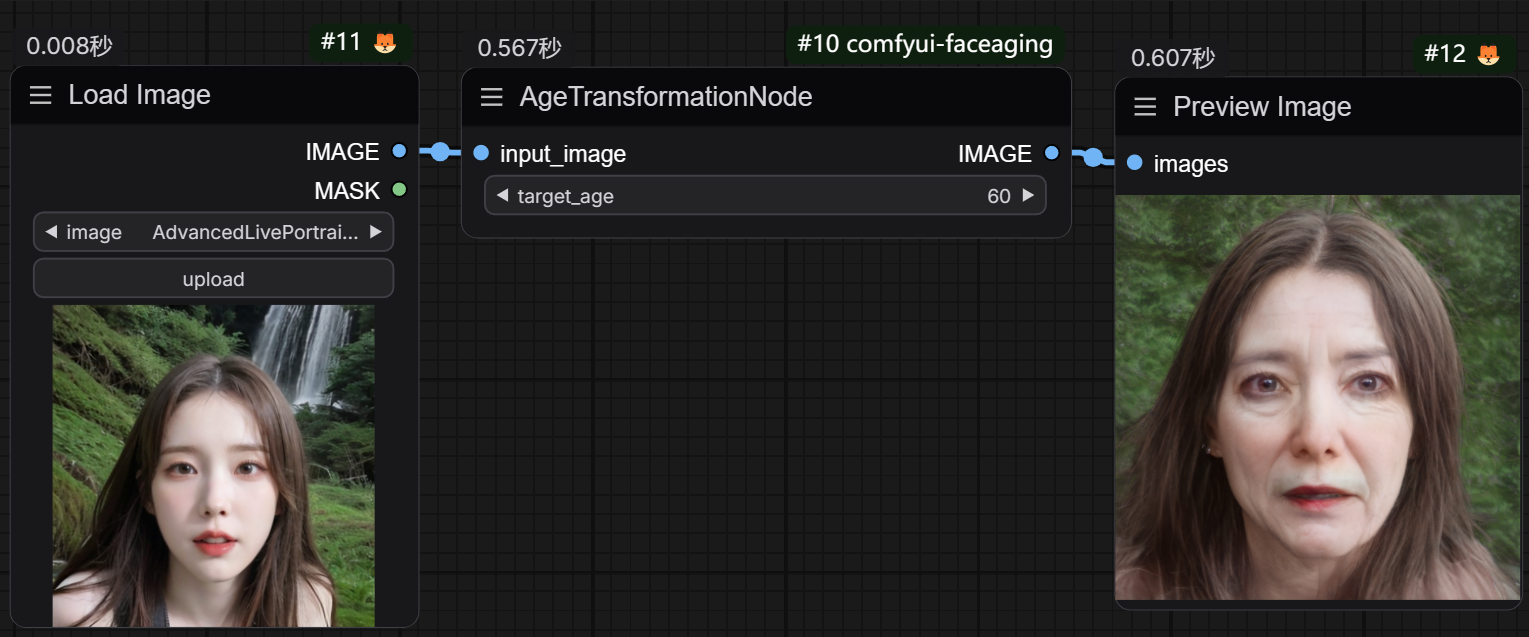 0.008秒
#11
Load Image
IMAGE
MASK
image AdvancedLivePortrai...
upload
0.567秒
#10 comfyui-faceaging
AgeTransformationNode
input_image IMAGE
target_age 60
0.607秒
#12
Preview Image
images